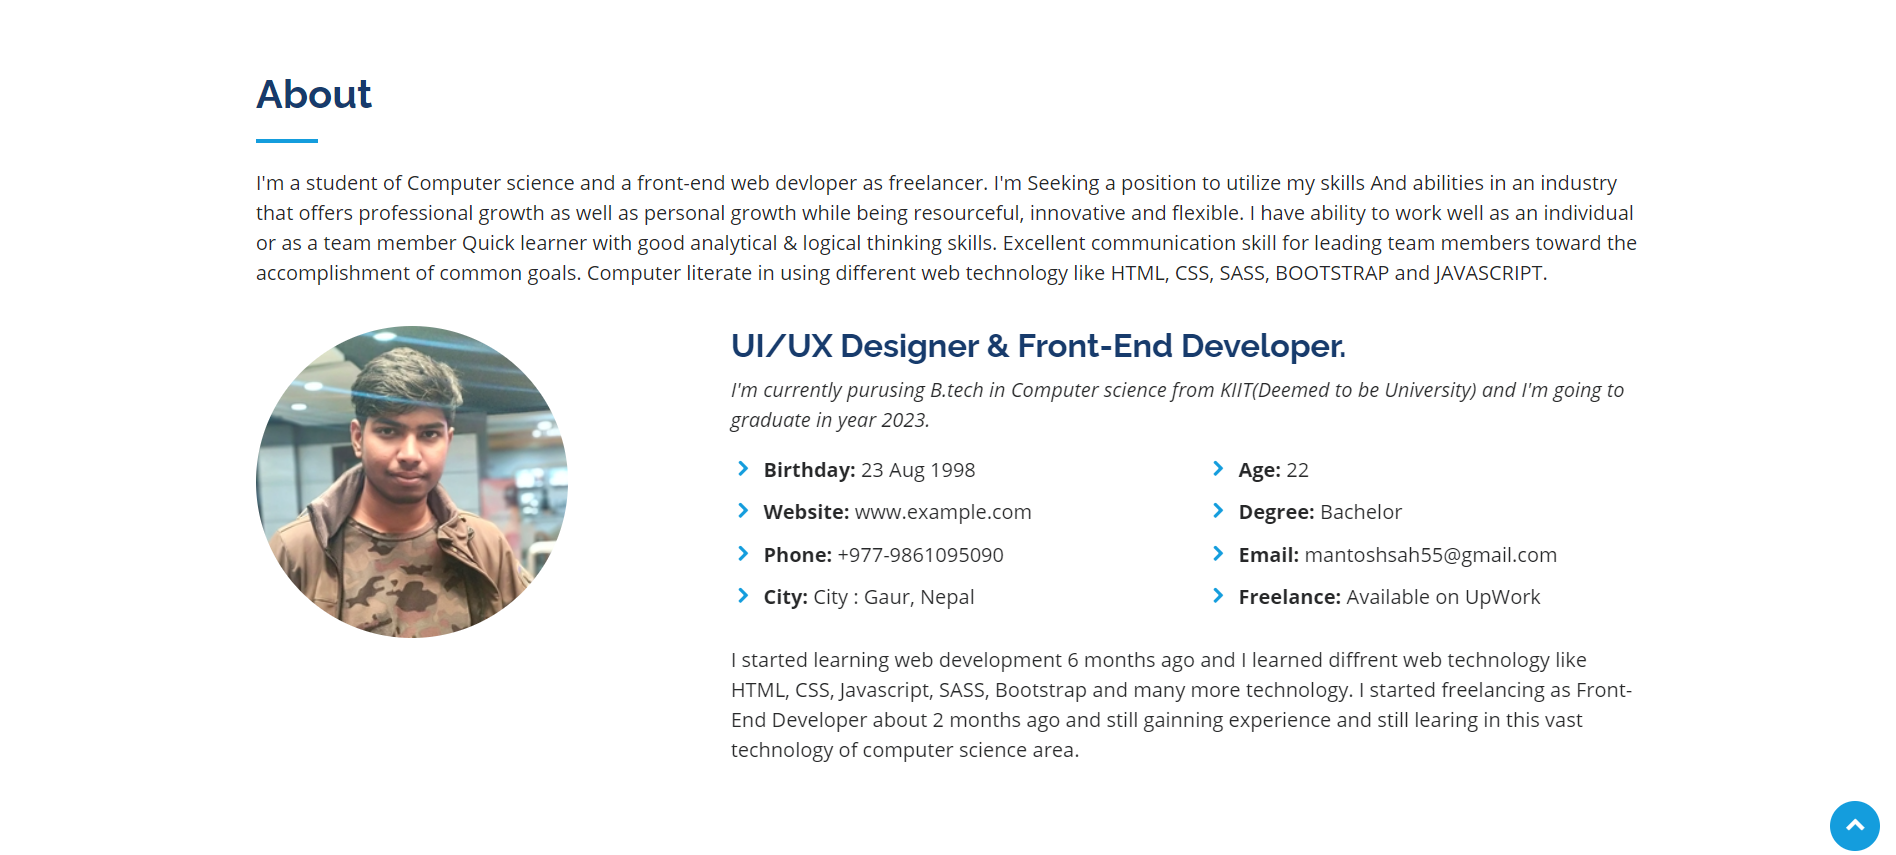 About
I'm a student of Computer science and a front-end web devloper as freelancer. I'm Seeking a position to utilize my skills And abilities in an industry
that offers professional growth as well as personal growth while being resourceful, innovative and flexible. I have ability to work well as an individual
or as a team member Quick learner with good analytical & logical thinking skills. Excellent communication skill for leading team members toward the
accomplishment of common goals. Computer literate in using different web technology like HTML, CSS, SASS, BOOTSTRAP and JAVASCRIPT.
UI/UX Designer & Front-End Developer.
I'm currently purusing B.tech in Computer science from KIIT(Deemed to be University) and I'm going to
graduate in year 2023.
Birthday: 23 Aug 1998
Website: www.example.com
Phone: +977-9861095090
City: City : Gaur, Nepal
Age: 22
Degree: Bachelor
Email: mantoshsah55@gmail.com
Freelance: Available on UpWork
I started learning web development 6 months ago and I learned diffrent web technology like
HTML, CSS, Javascript, SASS, Bootstrap and many more technology. I started freelancing as Front-
End Developer about 2 months ago and still gainning experience and still learing in this vast
technology of computer science area.